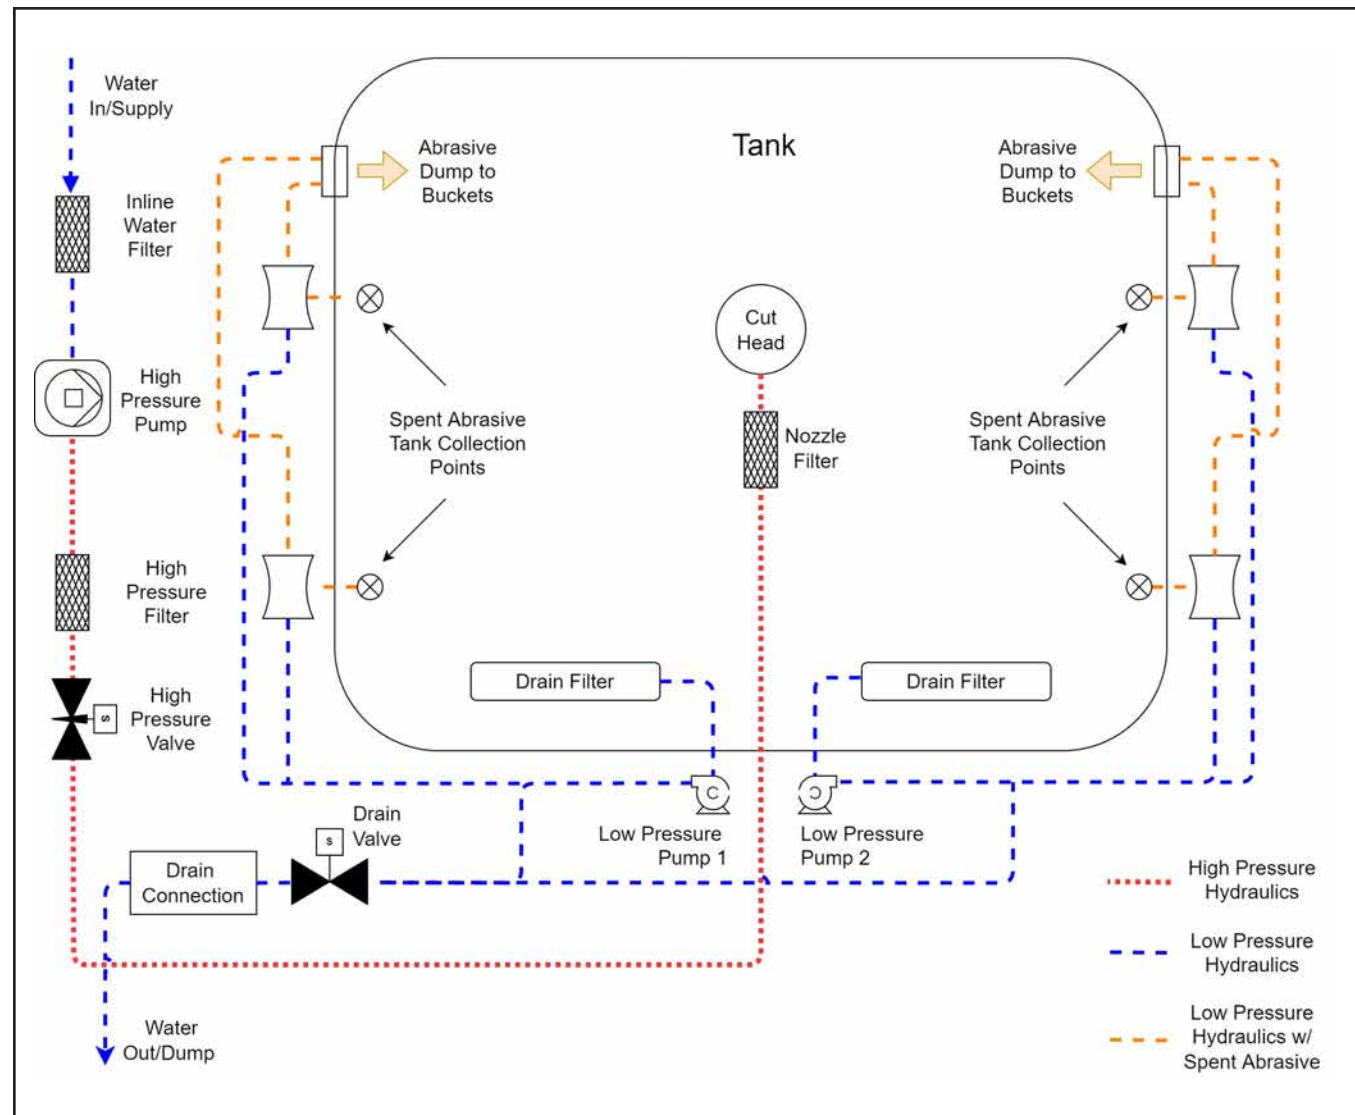 Water
In/Supply
Inline
Water
Filter
High
Pressure
Pump
High
Pressure
Filter
High
Pressure
Valve
s
Tank
Abrasive
Dump to
Buckets
Abrasive
Dump to
Buckets
Cut
Head
Spent Abrasive
Tank Collection
Points
Nozzle
Filter
Spent Abrasive
Tank Collection
Points
Drain Filter
Drain Filter
Low Pressure
Pump 1
Low Pressure
Pump 2
Drain
Valve
s
Drain
Connection
Water
Out/Dump
High Pressure
Hydraulics
Low Pressure
Hydraulics
Low Pressure
Hydraulics w/
Spent Abrasive